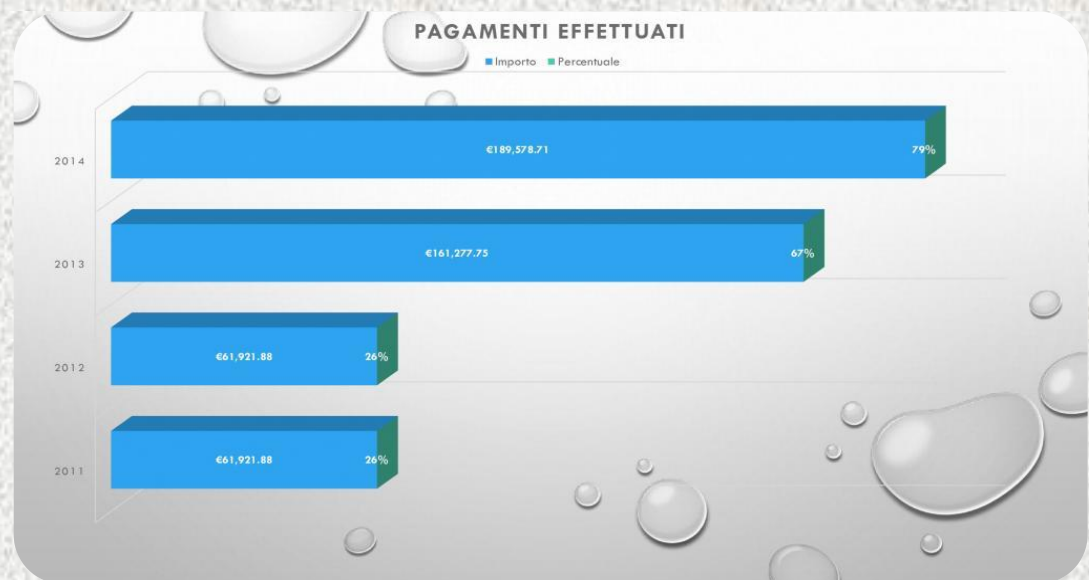 PAGAMENTI EFFETTUATI
Importo Percentuale
2014 €189,578.71 79%
2013 €161,277.75 67%
2012 €61,921.88 26%
2011 €61,921.88 26%